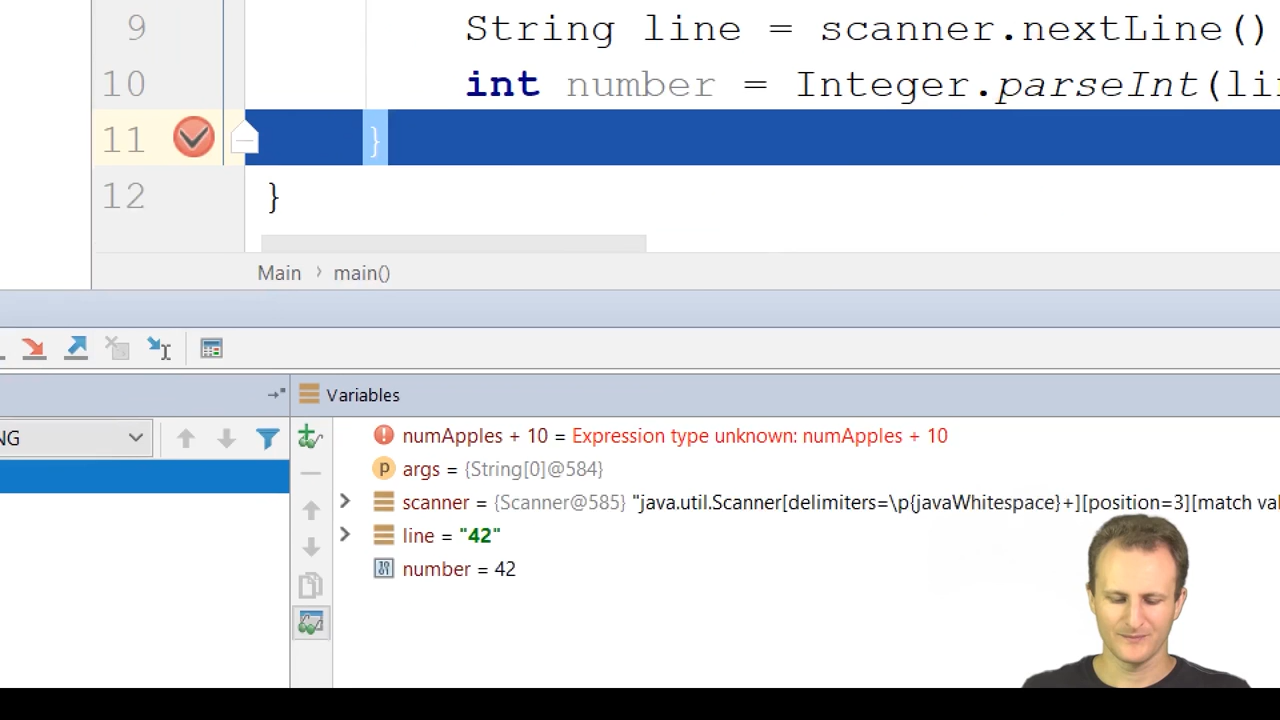 9 String line = scanner.nextLine()
10 int number = Integer.parseInt(li
11 }
12 }
Main › main()
Variables
NG
numApples + 10 = Expression type unknown: numApples + 10
p args = {String[0]@584}
scanner = {Scanner@585} "java.util.Scanner[delimiters=\p{javaWhitespace}+][position=3][match va
line = "42"
number = 42